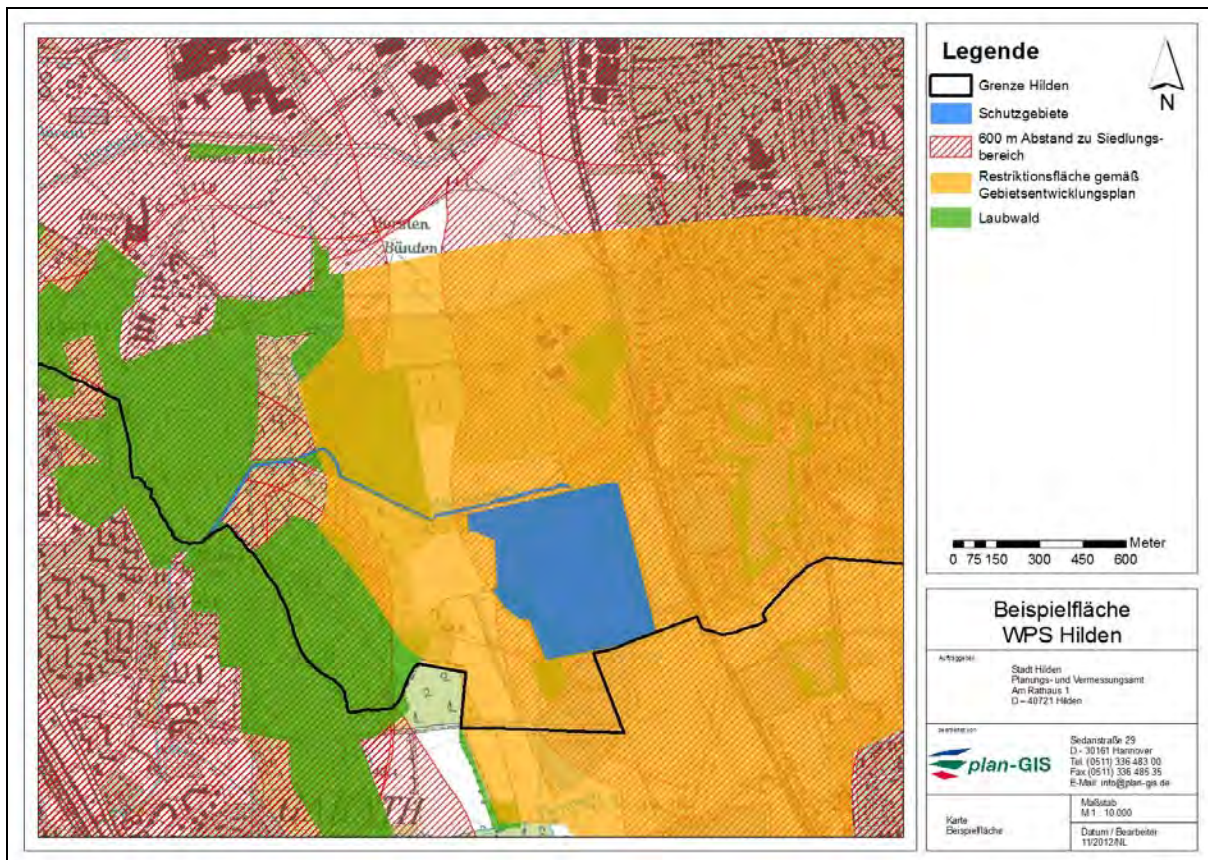 Legende
N
Grenze Hilden
Schutzgebiete
600 m Abstand zu Siedlungs-
bereich
Restriktionsfläche gemäß
Gebietsentwicklungsplan
Laubwald
Bünden
Meter
0 75 150 300 450 600
Beispielfläche
WPS Hilden
Auftraggeber
Stadt Hilden
Planungs- und Vermessungsamt
Am Rathaus 1
D – 40721 Hilden
plan-GIS
Sedanstraße 29
D - 30161 Hannover
Tel. (0511) 336 483 00
Fax (0511) 336 485 35
E-Mail: info@plan-gis.de
Karte
Beispielfläche
Maßstab
M 1 : 10.000
Datum / Bearbeiter
11/2012/NL